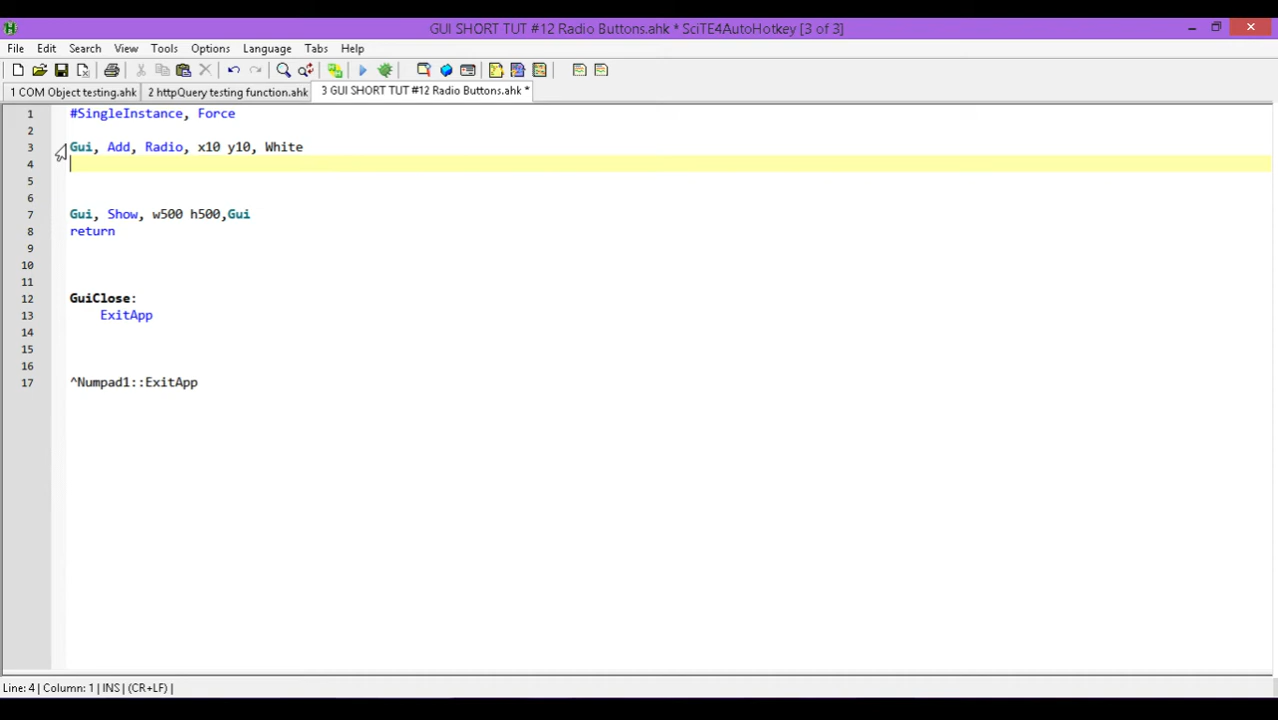 GUI SHORT TUT #12 Radio Buttons.ahk * SciTE4AutoHotkey [3 of 3]
File Edit Search View Tools Options Language Tabs Help
1 COM Object testing.ahk 2 httpQuery testing function.ahk 3 GUI SHORT TUT #12 Radio Buttons.ahk *
1 #SingleInstance, Force
2
3 Gui, Add, Radio, x10 y10, White
4
5
6
7 Gui, Show, w500 h500,Gui
8 return
9
10
11
12 GuiClose:
13 ExitApp
14
15
16
17 ^Numpad1::ExitApp
Line: 4 | Column: 1 | INS | (CR+LF) |